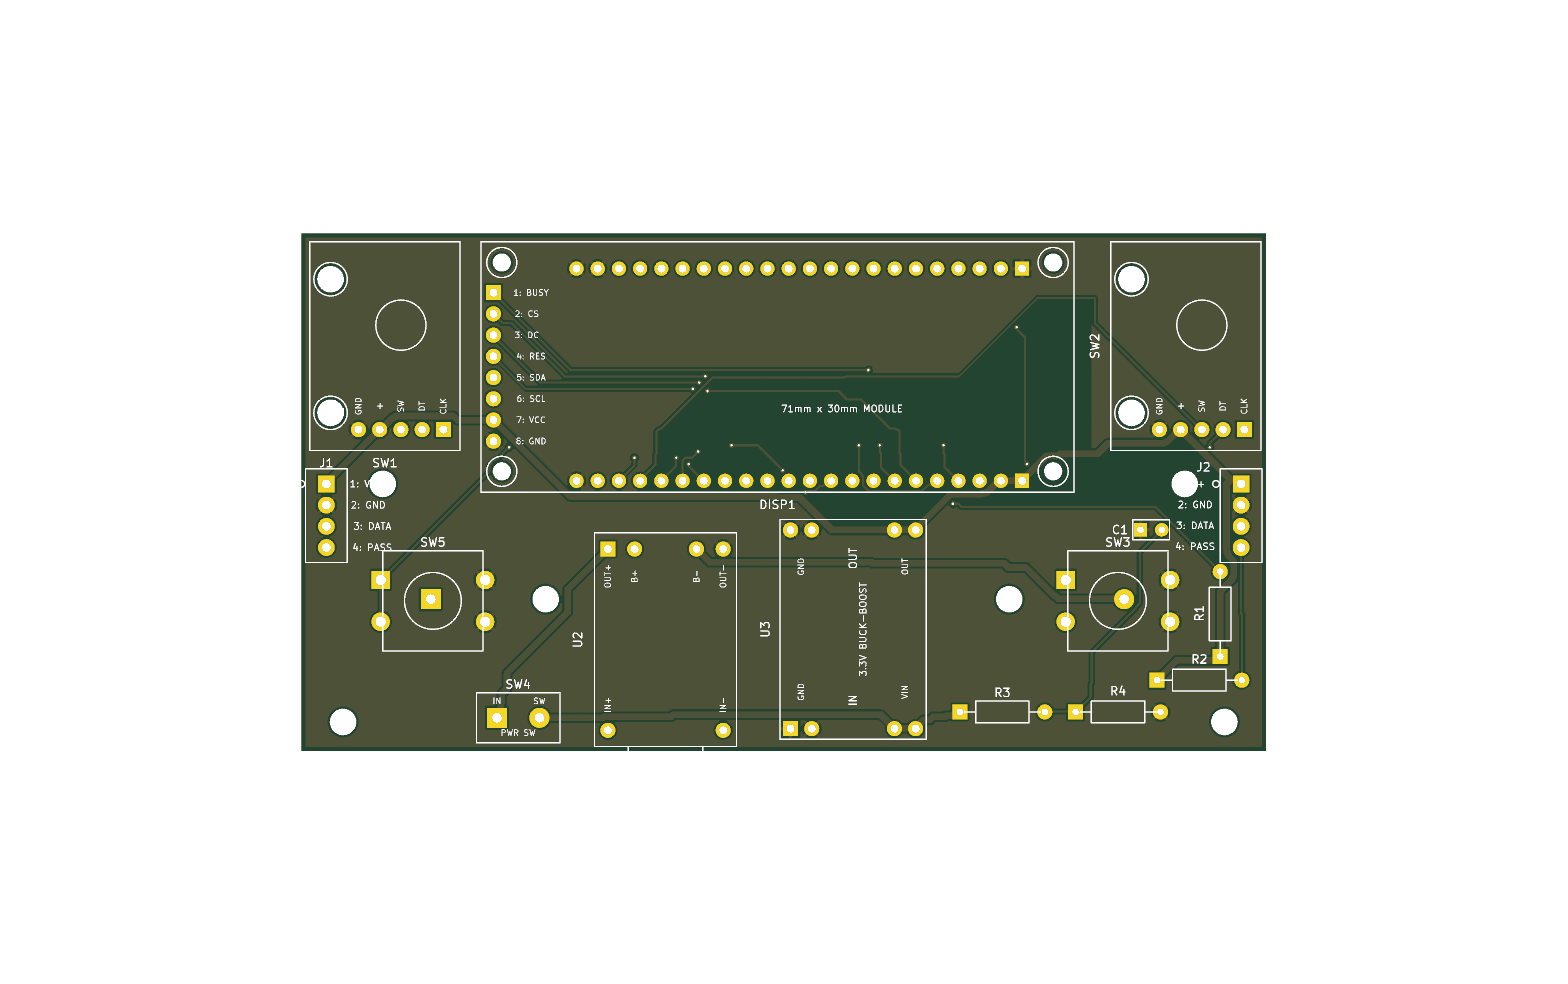 1: BUSY
2: CS
3: DC
4: RES
5: SDA
6: SCL
7: VCC
8: GND
SW2
71mm x 30mm MODULE
GND
+
SW
DT
CLK
GND
+
SW
DT
CLK
J1
SW1
1: V
2: GND
3: DATA
4: PASS
J2
+
2: GND
3: DATA
4: PASS
DISP1
C1
SW3
SW5
OUT+
B+
B-
OUT-
GND
OUT
OUT
U2
U3
3.3V BUCK-BOOST
R1
R2
SW4
IN
SW
PWR SW
IN+
IN-
GND
IN
VIN
R3
R4